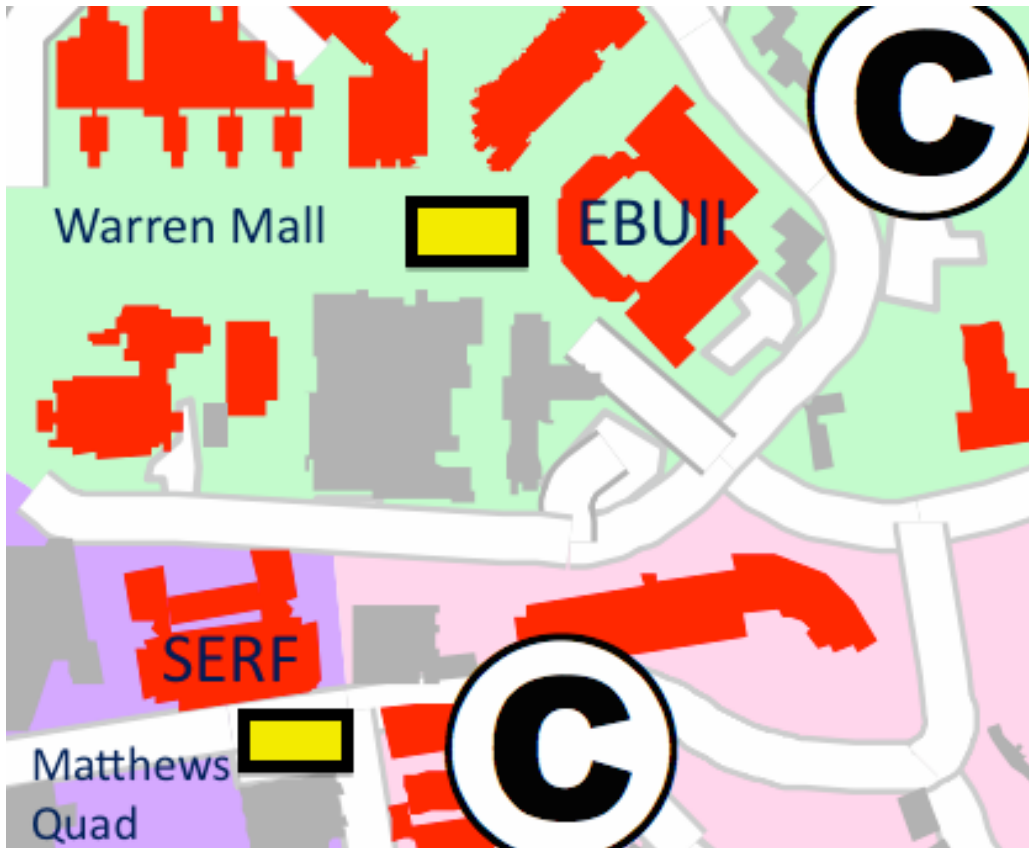 C
Warren Mall
EBUII
SERF
C
Matthews
Quad